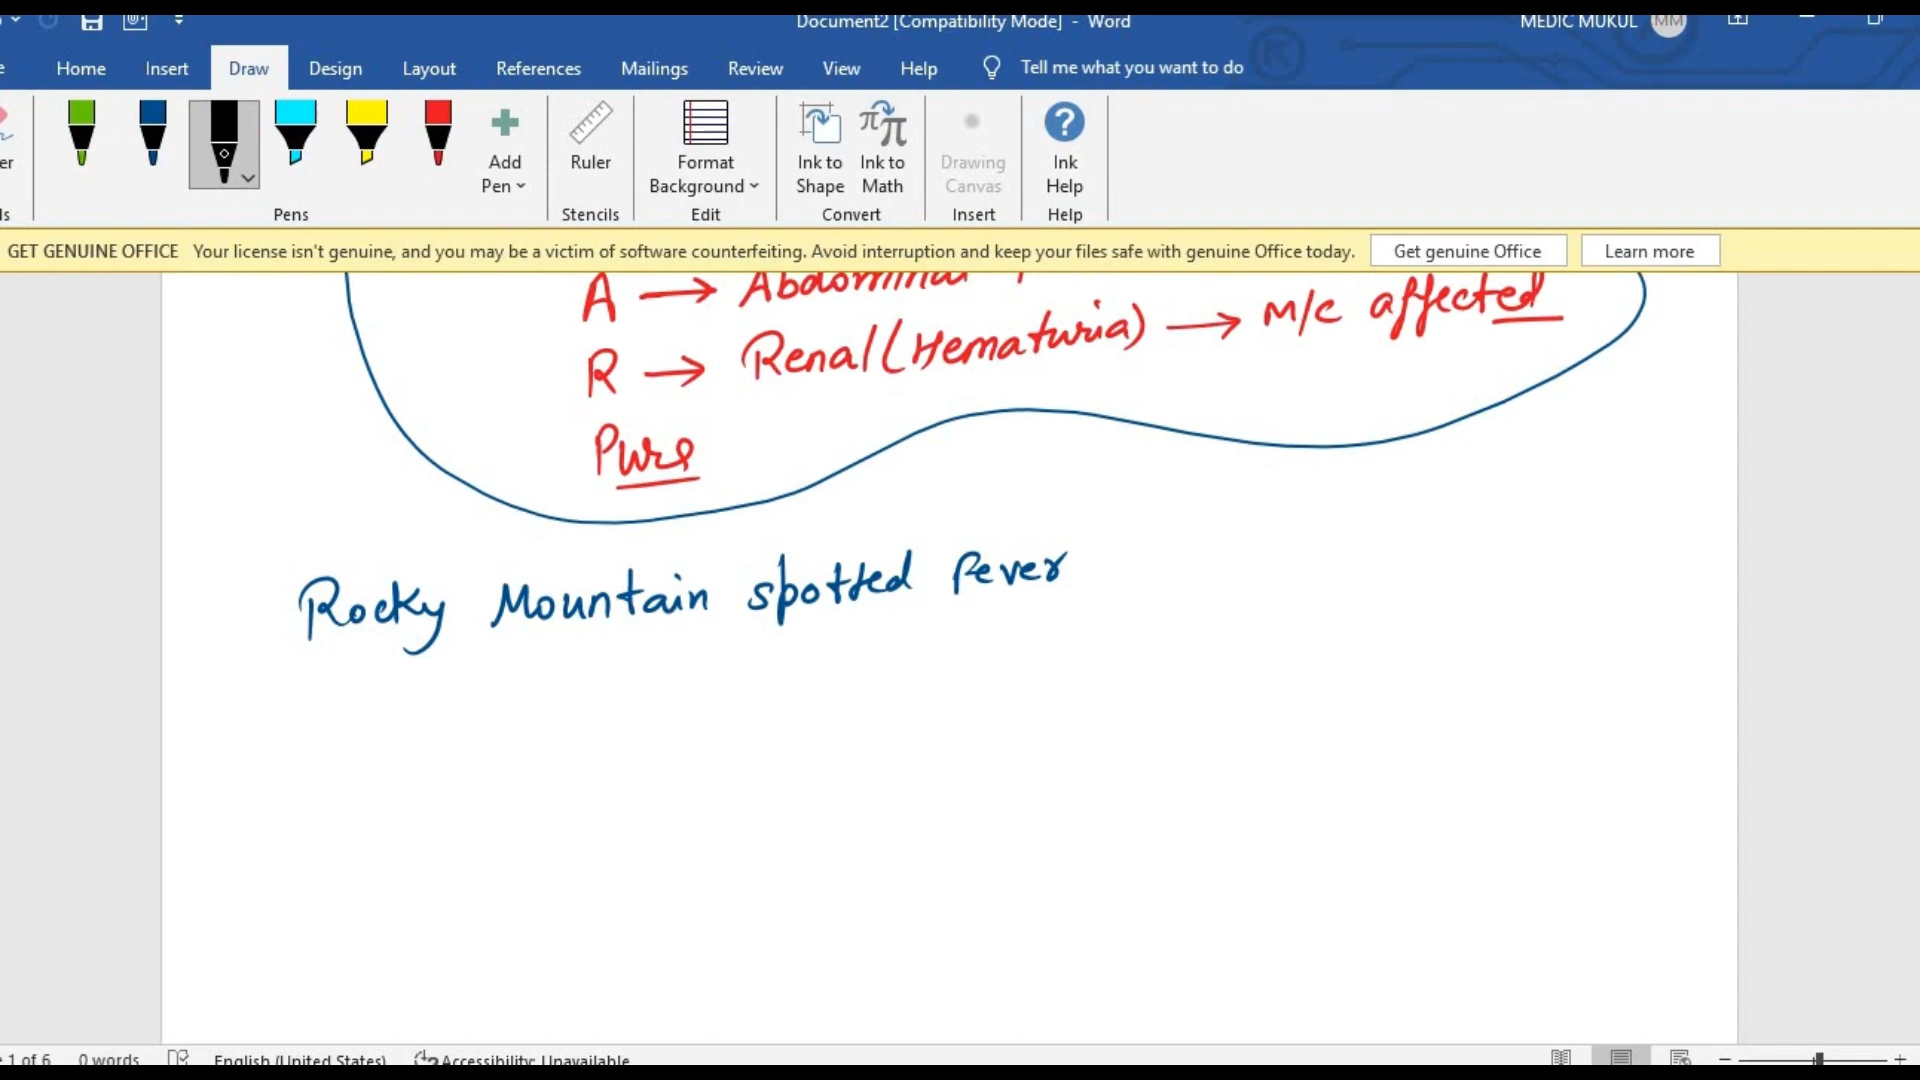 Document2 [Compatibility Mode] - Word
MEDIC MUKUL MM
Home Insert Draw Design Layout References Mailings Review View Help Tell me what you want to do
Add Pen
Ruler
Format Background
Ink to Shape
Ink to Math
Drawing Canvas
Ink Help
Pens Stencils Edit Convert Insert Help
GET GENUINE OFFICE Your license isn't genuine, and you may be a victim of software counterfeiting. Avoid interruption and keep your files safe with genuine Office today. Get genuine Office Learn more
A → Abdominal
R → Renal (Hematuria) → M/C affected
Pure
Rocky Mountain spotted fever
1 of 6 0 words English (United States) Accessibility: Unavailable